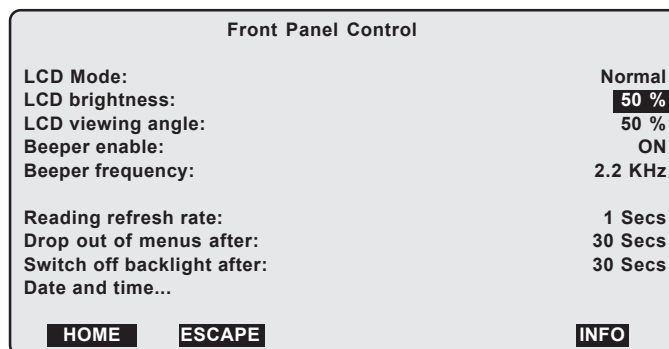 Front Panel Control
LCD Mode: Normal
LCD brightness: 50 %
LCD viewing angle: 50 %
Beeper enable: ON
Beeper frequency: 2.2 KHz
Reading refresh rate: 1 Secs
Drop out of menus after: 30 Secs
Switch off backlight after: 30 Secs
Date and time...
HOME ESCAPE INFO